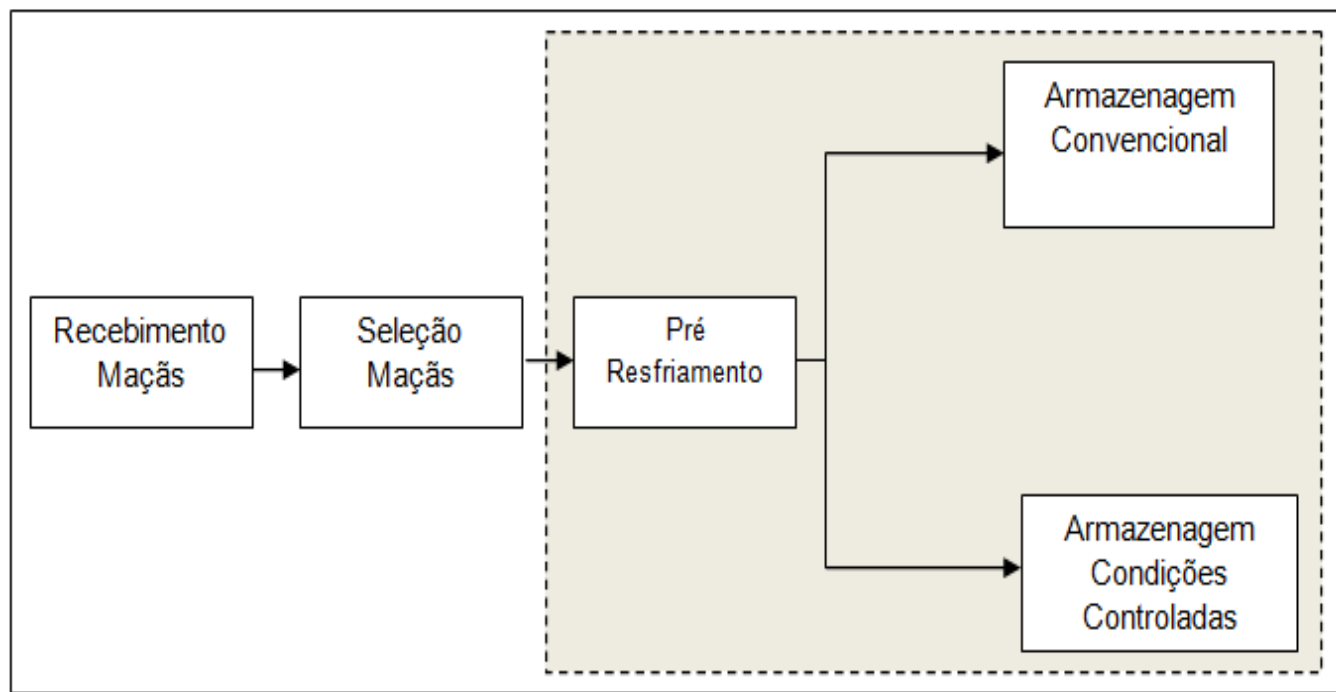 Recebimento
Maçãs
Seleção
Maçãs
Pré
Resfriamento
Armazenagem
Convencional
Armazenagem
Condições
Controladas